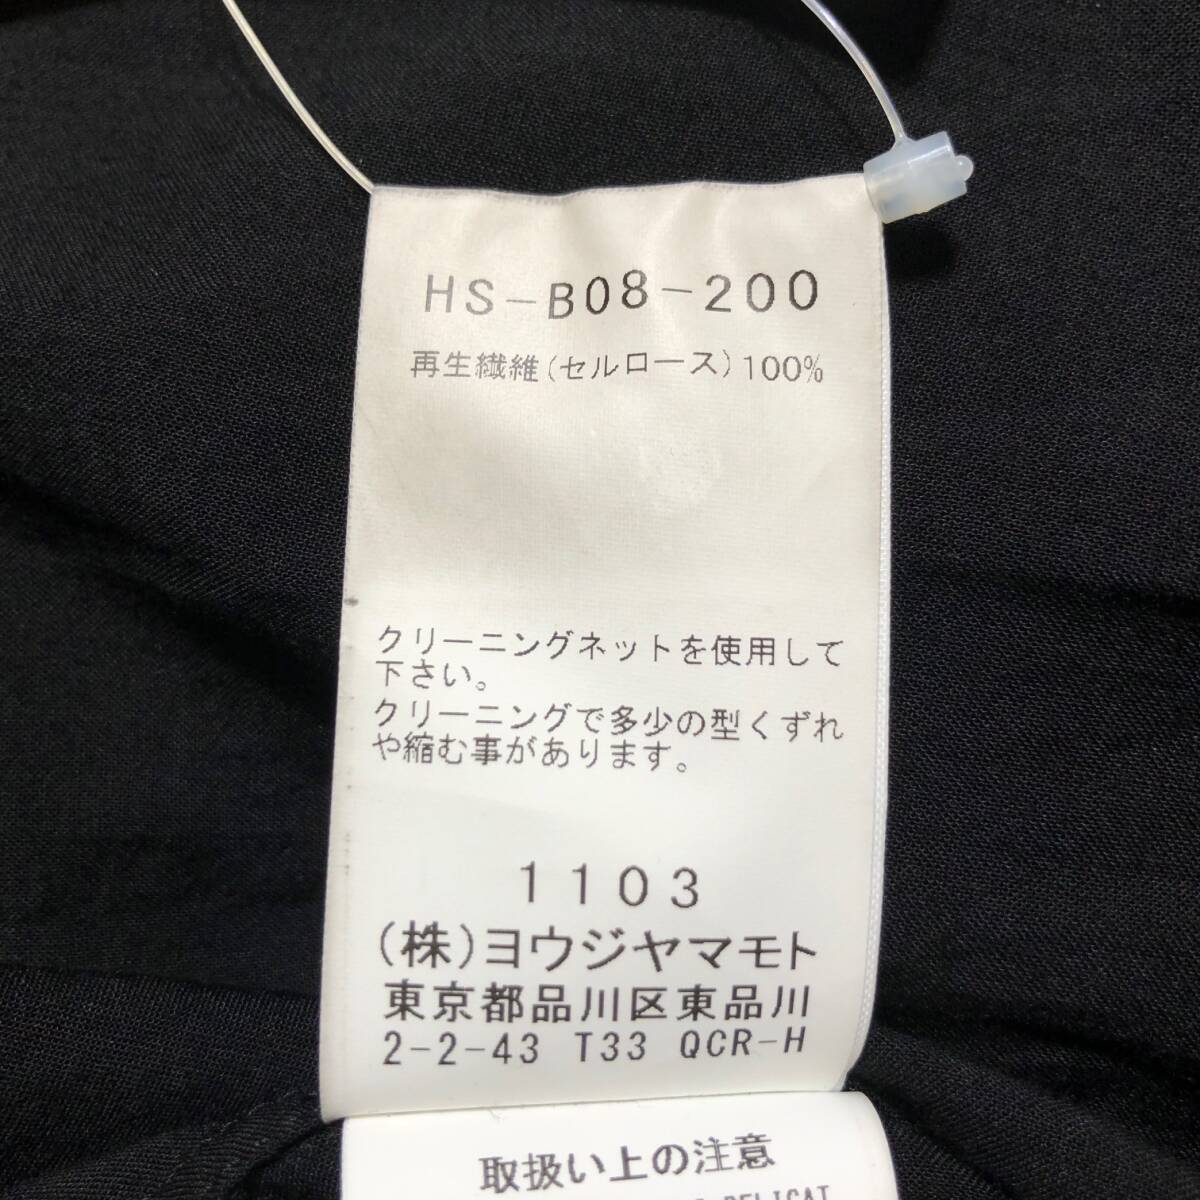 HS-B08-200
再生繊維(セルロース)100%
クリーニングネットを使用して
下さい。
クリーニングで多少の型くずれ
や縮む事があります。
1103
(株)ヨウジヤマモト
東京都品川区東品川
2-2-43 T33 QCR-H
取扱い上の注意